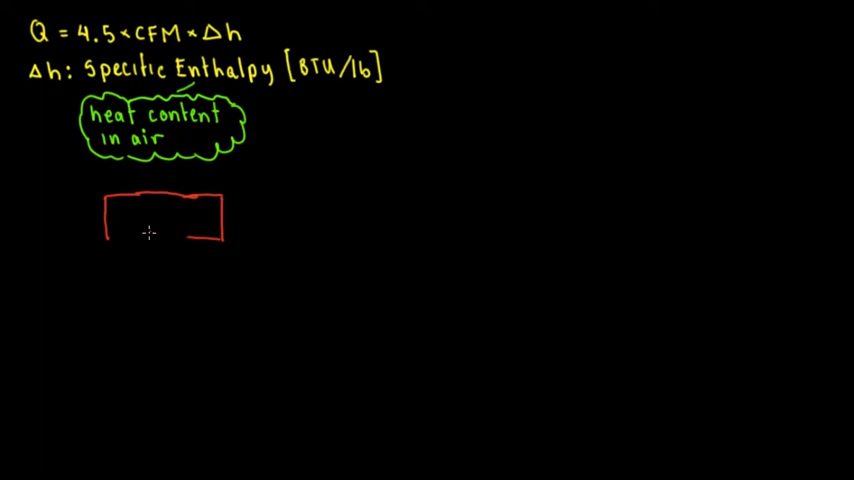 Q = 4.5 × CFM × Δh
Δh: Specific Enthalpy [BTU/lb]
heat content
in air